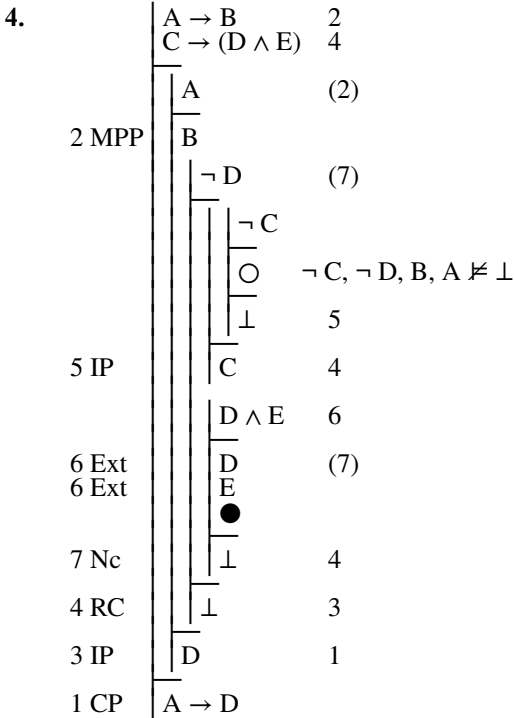 4. A → B 2
C → (D ∧ E) 4
A (2)
2 MPP B
¬ D (7)
¬ C
○ ¬ C, ¬ D, B, A ⊭ ⊥
⊥ 5
5 IP C 4
D ∧ E 6
6 Ext D (7)
6 Ext E
●
7 Nc ⊥ 4
4 RC ⊥ 3
3 IP D 1
1 CP A → D